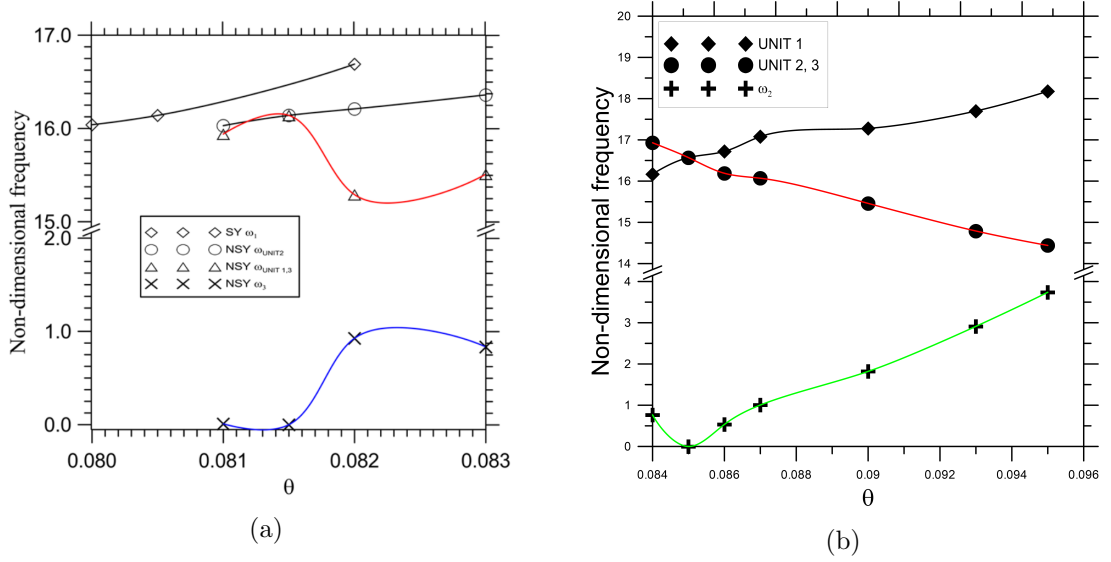 17.0
16.0
15.0
2.0
1.0
0.0
Non-dimensional frequency
SY ω1
NSY ωUNIT2
NSY ωUNIT 1,3
NSY ω3
0.080 0.081 0.082 0.083
θ
(a)
20
19
18
17
16
15
14
4
3
2
1
0
Non-dimensional frequency
UNIT 1
UNIT 2, 3
ω2
0.084 0.086 0.088 0.09 0.092 0.094 0.096
θ
(b)